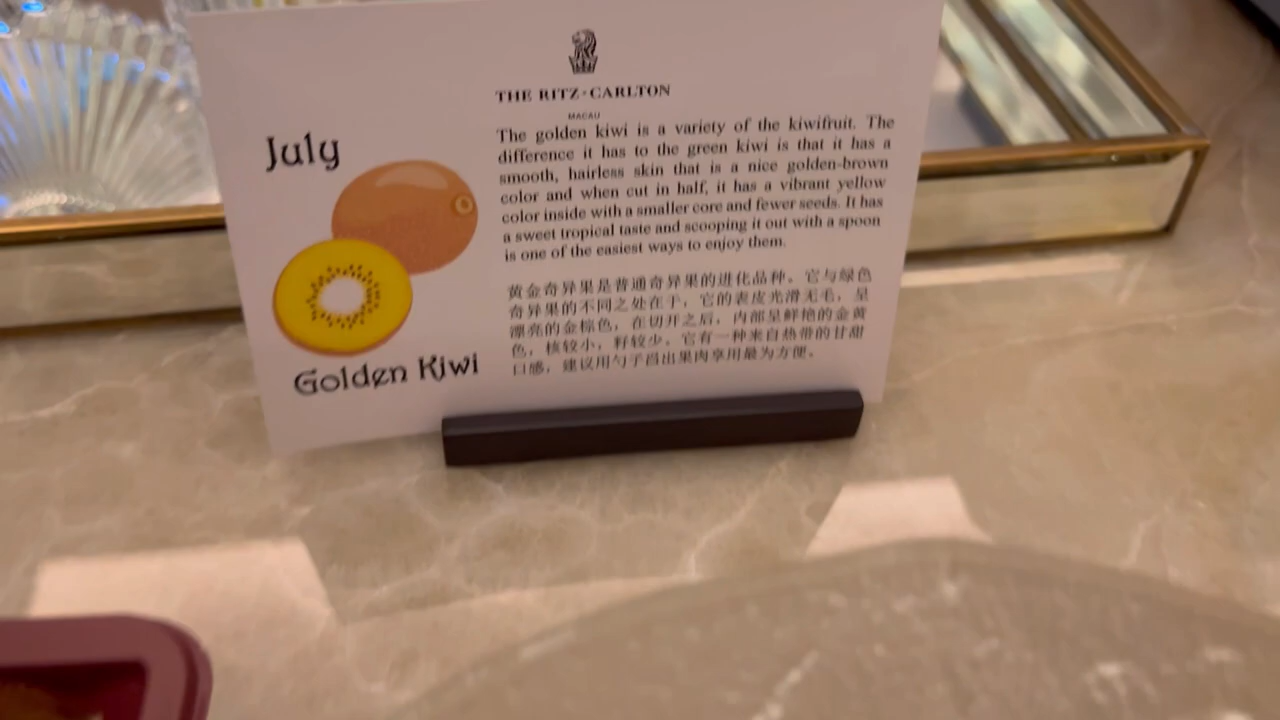 THE RITZ-CARLTON
MACAU
July
Golden Kiwi
The golden kiwi is a variety of the kiwifruit. The
difference it has to the green kiwi is that it has a
smooth, hairless skin that is a nice golden-brown
color and when cut in half, it has a vibrant yellow
color inside with a smaller core and fewer seeds. It has
a sweet tropical taste and scooping it out with a spoon
is one of the easiest ways to enjoy them.
黄金奇异果是普通奇异果的进化品种。它与绿色
奇异果的不同之处在于，它的表皮光滑无毛，呈
漂亮的金棕色，在切开之后，内部呈鲜艳的金黄
色，核较小，籽较少。它有一种来自热带的甘甜
口感，建议用勺子舀出果肉享用最为方便。